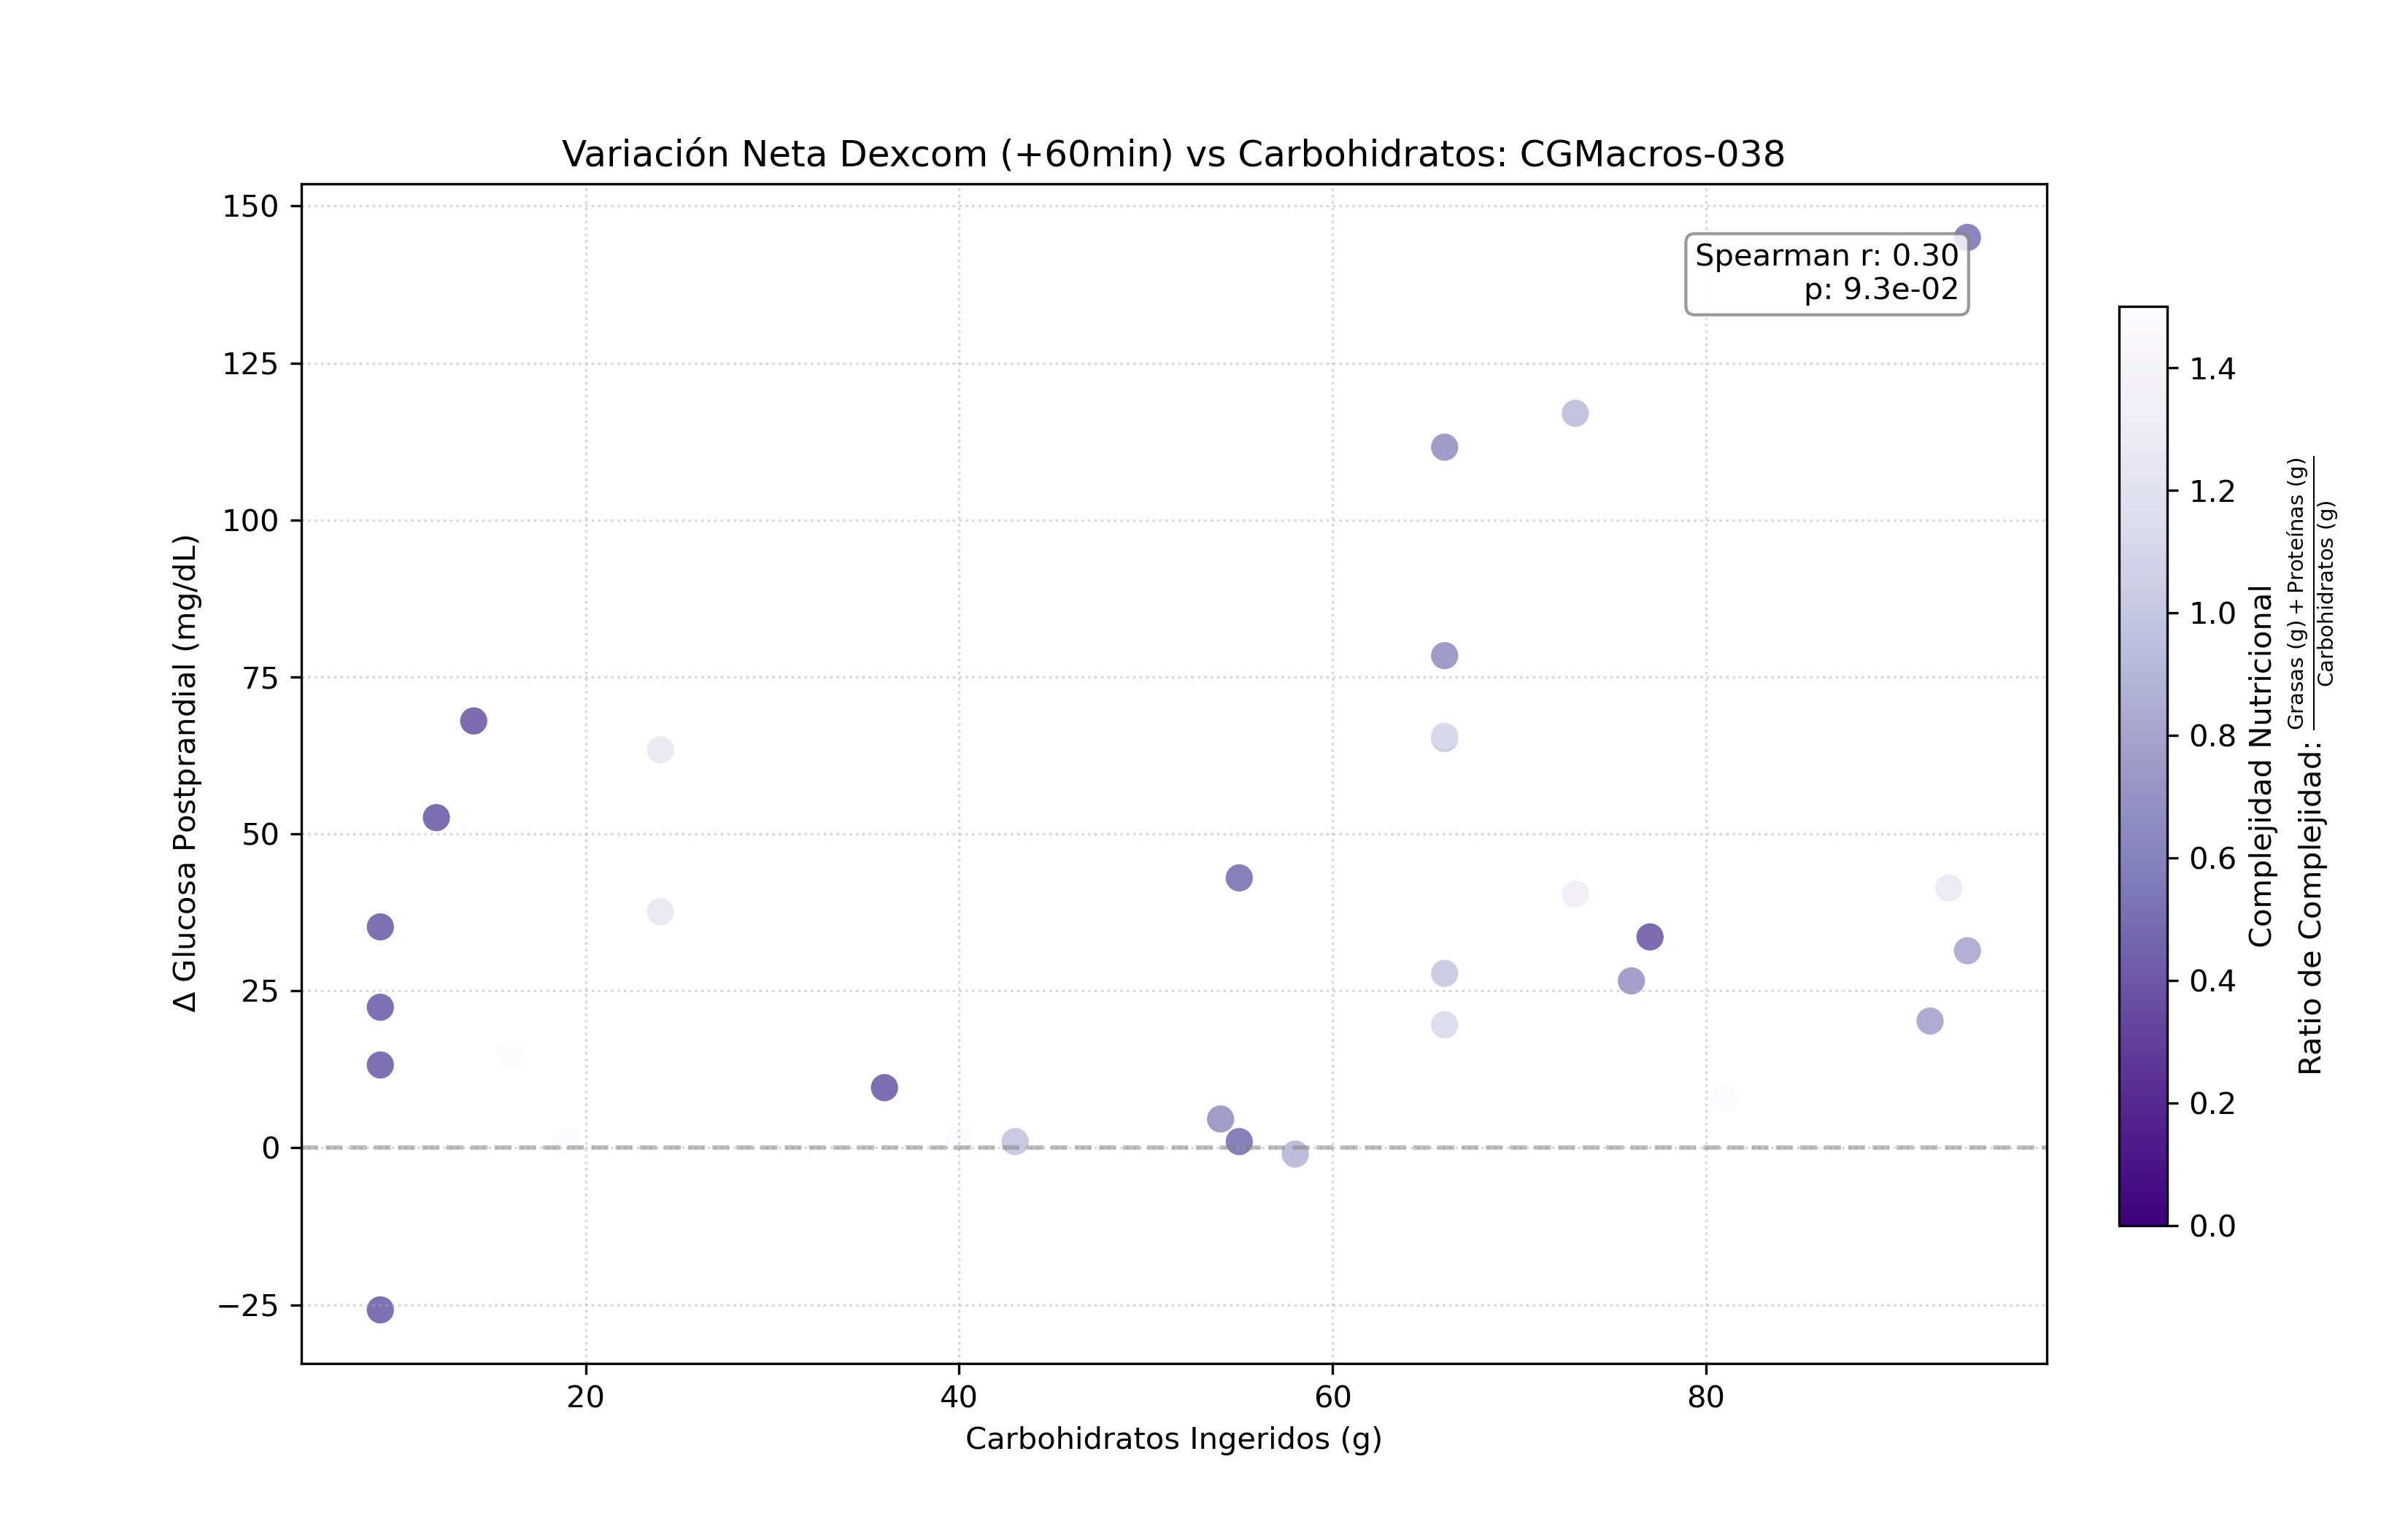 Variación Neta Dexcom (+60min) vs Carbohidratos: CGMacros-038
Δ Glucosa Postprandial (mg/dL)
150
125
100
75
50
25
0
−25
Spearman r: 0.30
p: 9.3e-02
20
40
60
80
Carbohidratos Ingeridos (g)
1.4
1.2
1.0
0.8
0.6
0.4
0.2
0.0
Complejidad Nutricional
Ratio de Complejidad: Grasas (g) + Proteínas (g)
Carbohidratos (g)